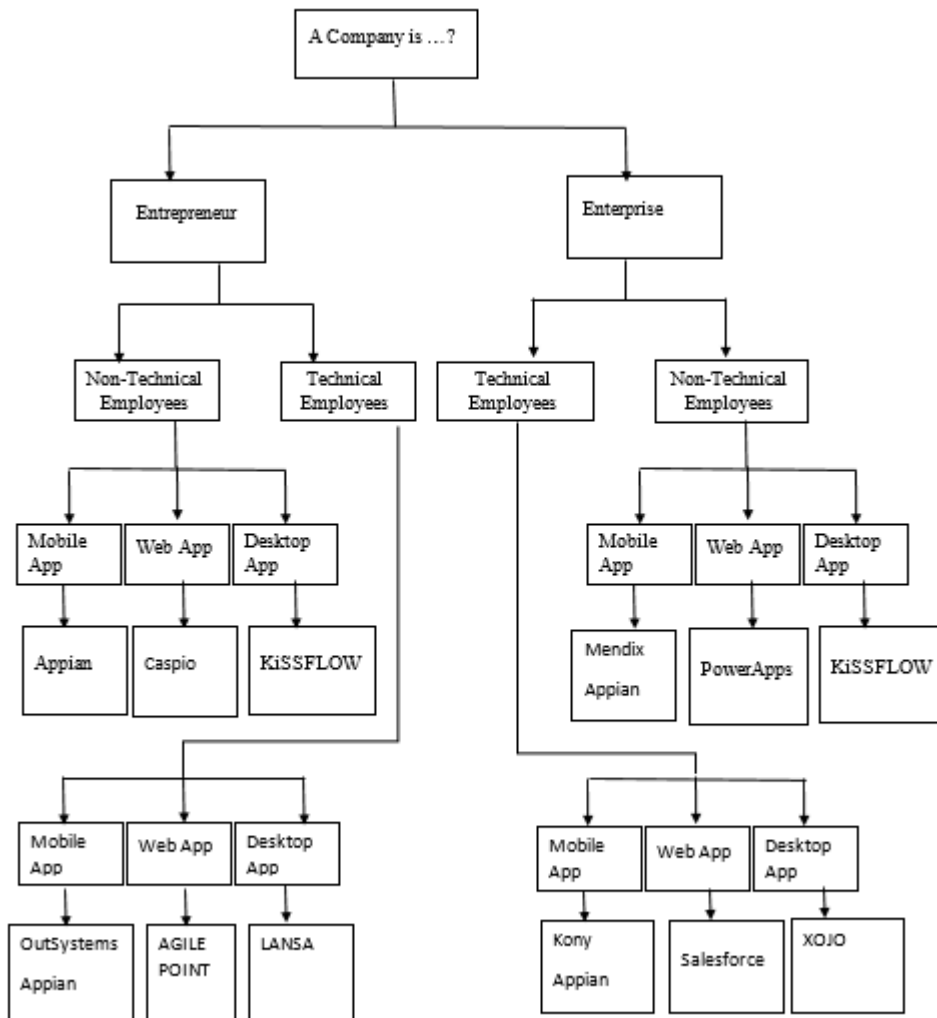 A Company is …?
Entrepreneur
Enterprise
Non-Technical
Employees
Technical
Employees
Technical
Employees
Non-Technical
Employees
Mobile
App
Web App
Desktop
App
Mobile
App
Web App
Desktop
App
Appian
Caspio
KiSSFLOW
Mendix
Appian
PowerApps
KiSSFLOW
Mobile
App
Web App
Desktop
App
Mobile
App
Web App
Desktop
App
OutSystems
Appian
AGILE
POINT
LANSA
Kony
Appian
Salesforce
XOJO